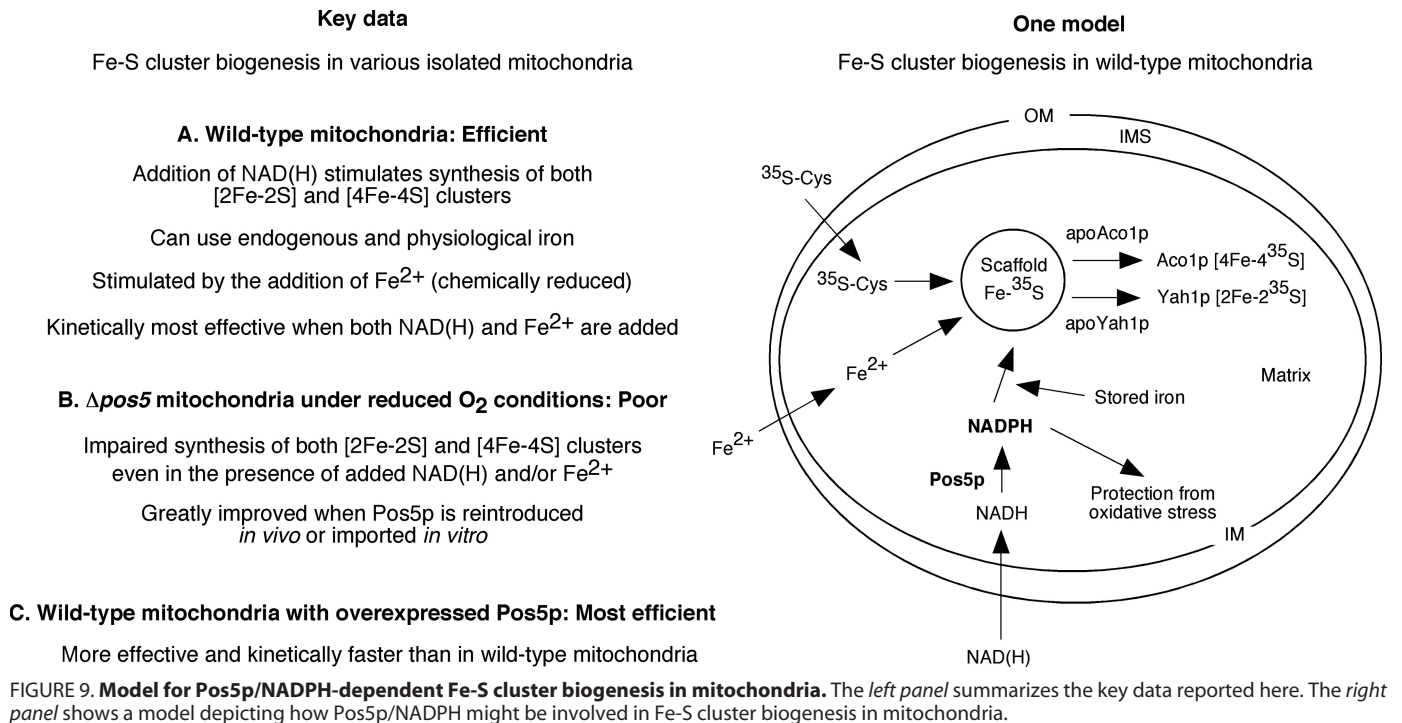 Key data
Fe-S cluster biogenesis in various isolated mitochondria
A. Wild-type mitochondria: Efficient
Addition of NAD(H) stimulates synthesis of both
[2Fe-2S] and [4Fe-4S] clusters
Can use endogenous and physiological iron
Stimulated by the addition of Fe2+ (chemically reduced)
Kinetically most effective when both NAD(H) and Fe2+ are added
B. Δpos5 mitochondria under reduced O2 conditions: Poor
Impaired synthesis of both [2Fe-2S] and [4Fe-4S] clusters
even in the presence of added NAD(H) and/or Fe2+
Greatly improved when Pos5p is reintroduced
in vivo or imported in vitro
C. Wild-type mitochondria with overexpressed Pos5p: Most efficient
More effective and kinetically faster than in wild-type mitochondria
One model
Fe-S cluster biogenesis in wild-type mitochondria
OM
IMS
35S-Cys
35S-Cys
Scaffold
Fe-35S
apoAco1p
Aco1p [4Fe-435S]
Yah1p [2Fe-235S]
apoYah1p
Fe2+
Fe2+
Matrix
Stored iron
NADPH
Pos5p
NADH
Protection from
oxidative stress
IM
NAD(H)
FIGURE 9. Model for Pos5p/NADPH-dependent Fe-S cluster biogenesis in mitochondria. The left panel summarizes the key data reported here. The right
panel shows a model depicting how Pos5p/NADPH might be involved in Fe-S cluster biogenesis in mitochondria.